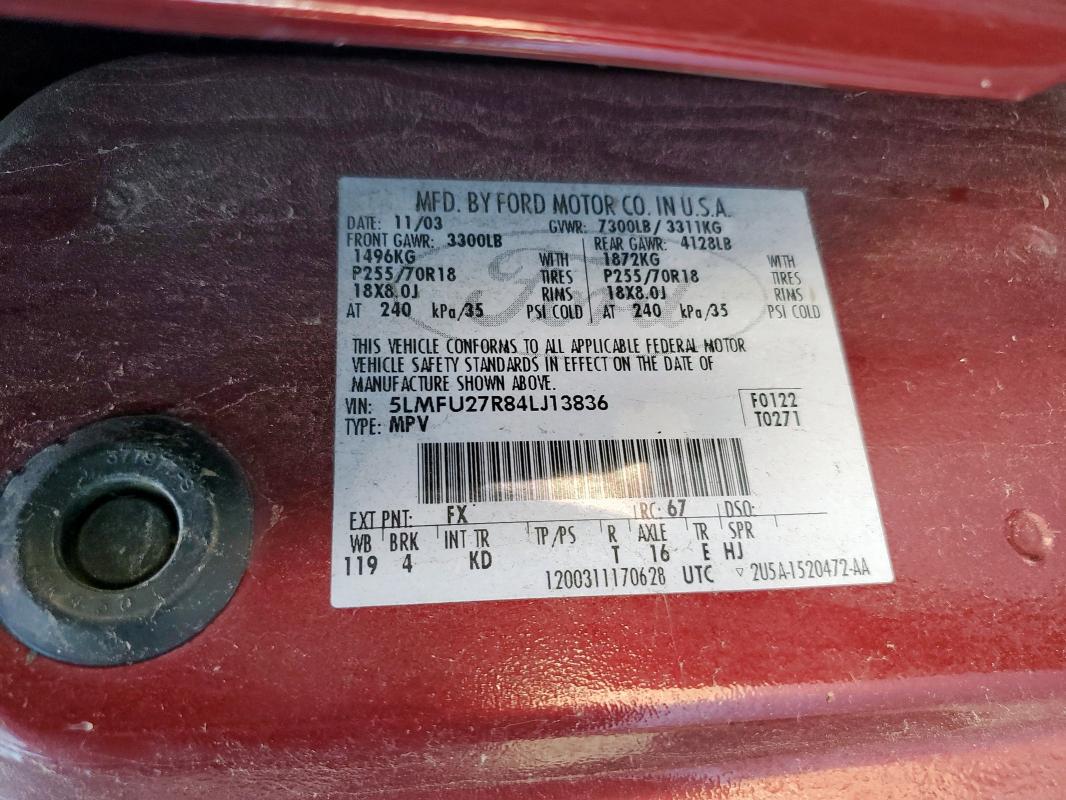 MFD. BY FORD MOTOR CO. IN U.S.A.
DATE: 11/03 GVWR: 7300LB/ 3311KG
FRONT GAWR: 3300LB REAR GAWR: 4128LB
1496KG WITH 1872KG WITH
P255/70R18 TIRES P255/70R18 TIRES
18X8.0J RIMS 18X8.0J RIMS
AT 240 kPa/35 PSI COLD AT 240 kPa/35 PSI COLD
Ford
THIS VEHICLE CONFORMS TO ALL APPLICABLE FEDERAL MOTOR
VEHICLE SAFETY STANDARDS IN EFFECT ON THE DATE OF
MANUFACTURE SHOWN ABOVE.
VIN: 5LMFU27R84LJ13836 F0122
TYPE: MPV T0271
EXT PNT: FX RC: 67 DSO:
WB BRK INT TR TP/PS R AXLE TR SPR
119 4 KD T 16 E HJ
1200311170628 UTC ▽ 2U5A-1520472-AA